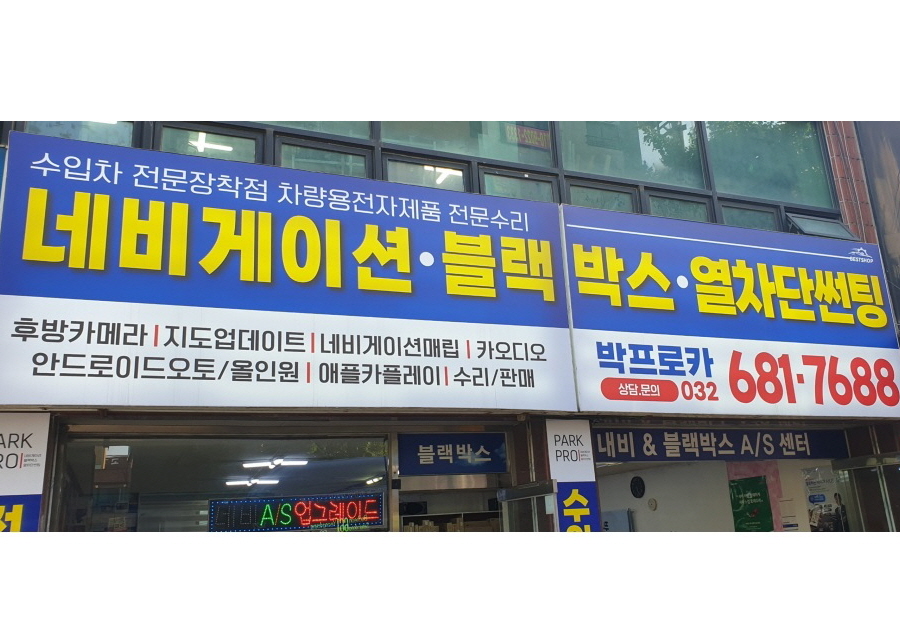 수입차 전문장착점 차량용전자제품 전문수리
네비게이션·블랙박스·열차단썬팅
BESTSHOP
후방카메라|지도업데이트|네비게이션매립|카오디오
안드로이드오토/올인원|애플카플레이|수리/판매
박프로카
상담.문의 032 681·7688
PARK
PRO
블랙박스
PARK
PRO
내비 & 블랙박스 A/S 센터
A/S 업그레이드
수